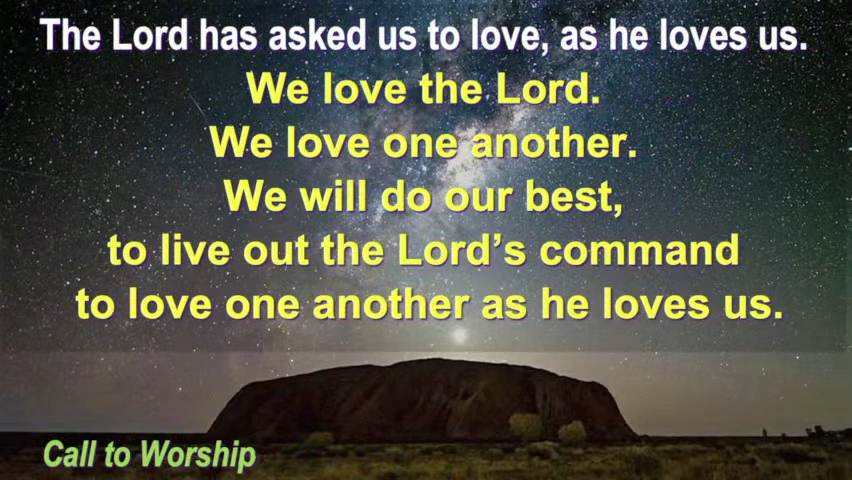 The Lord has asked us to love, as he loves us.
We love the Lord.
We love one another.
We will do our best,
to live out the Lord’s command
to love one another as he loves us.
Call to Worship